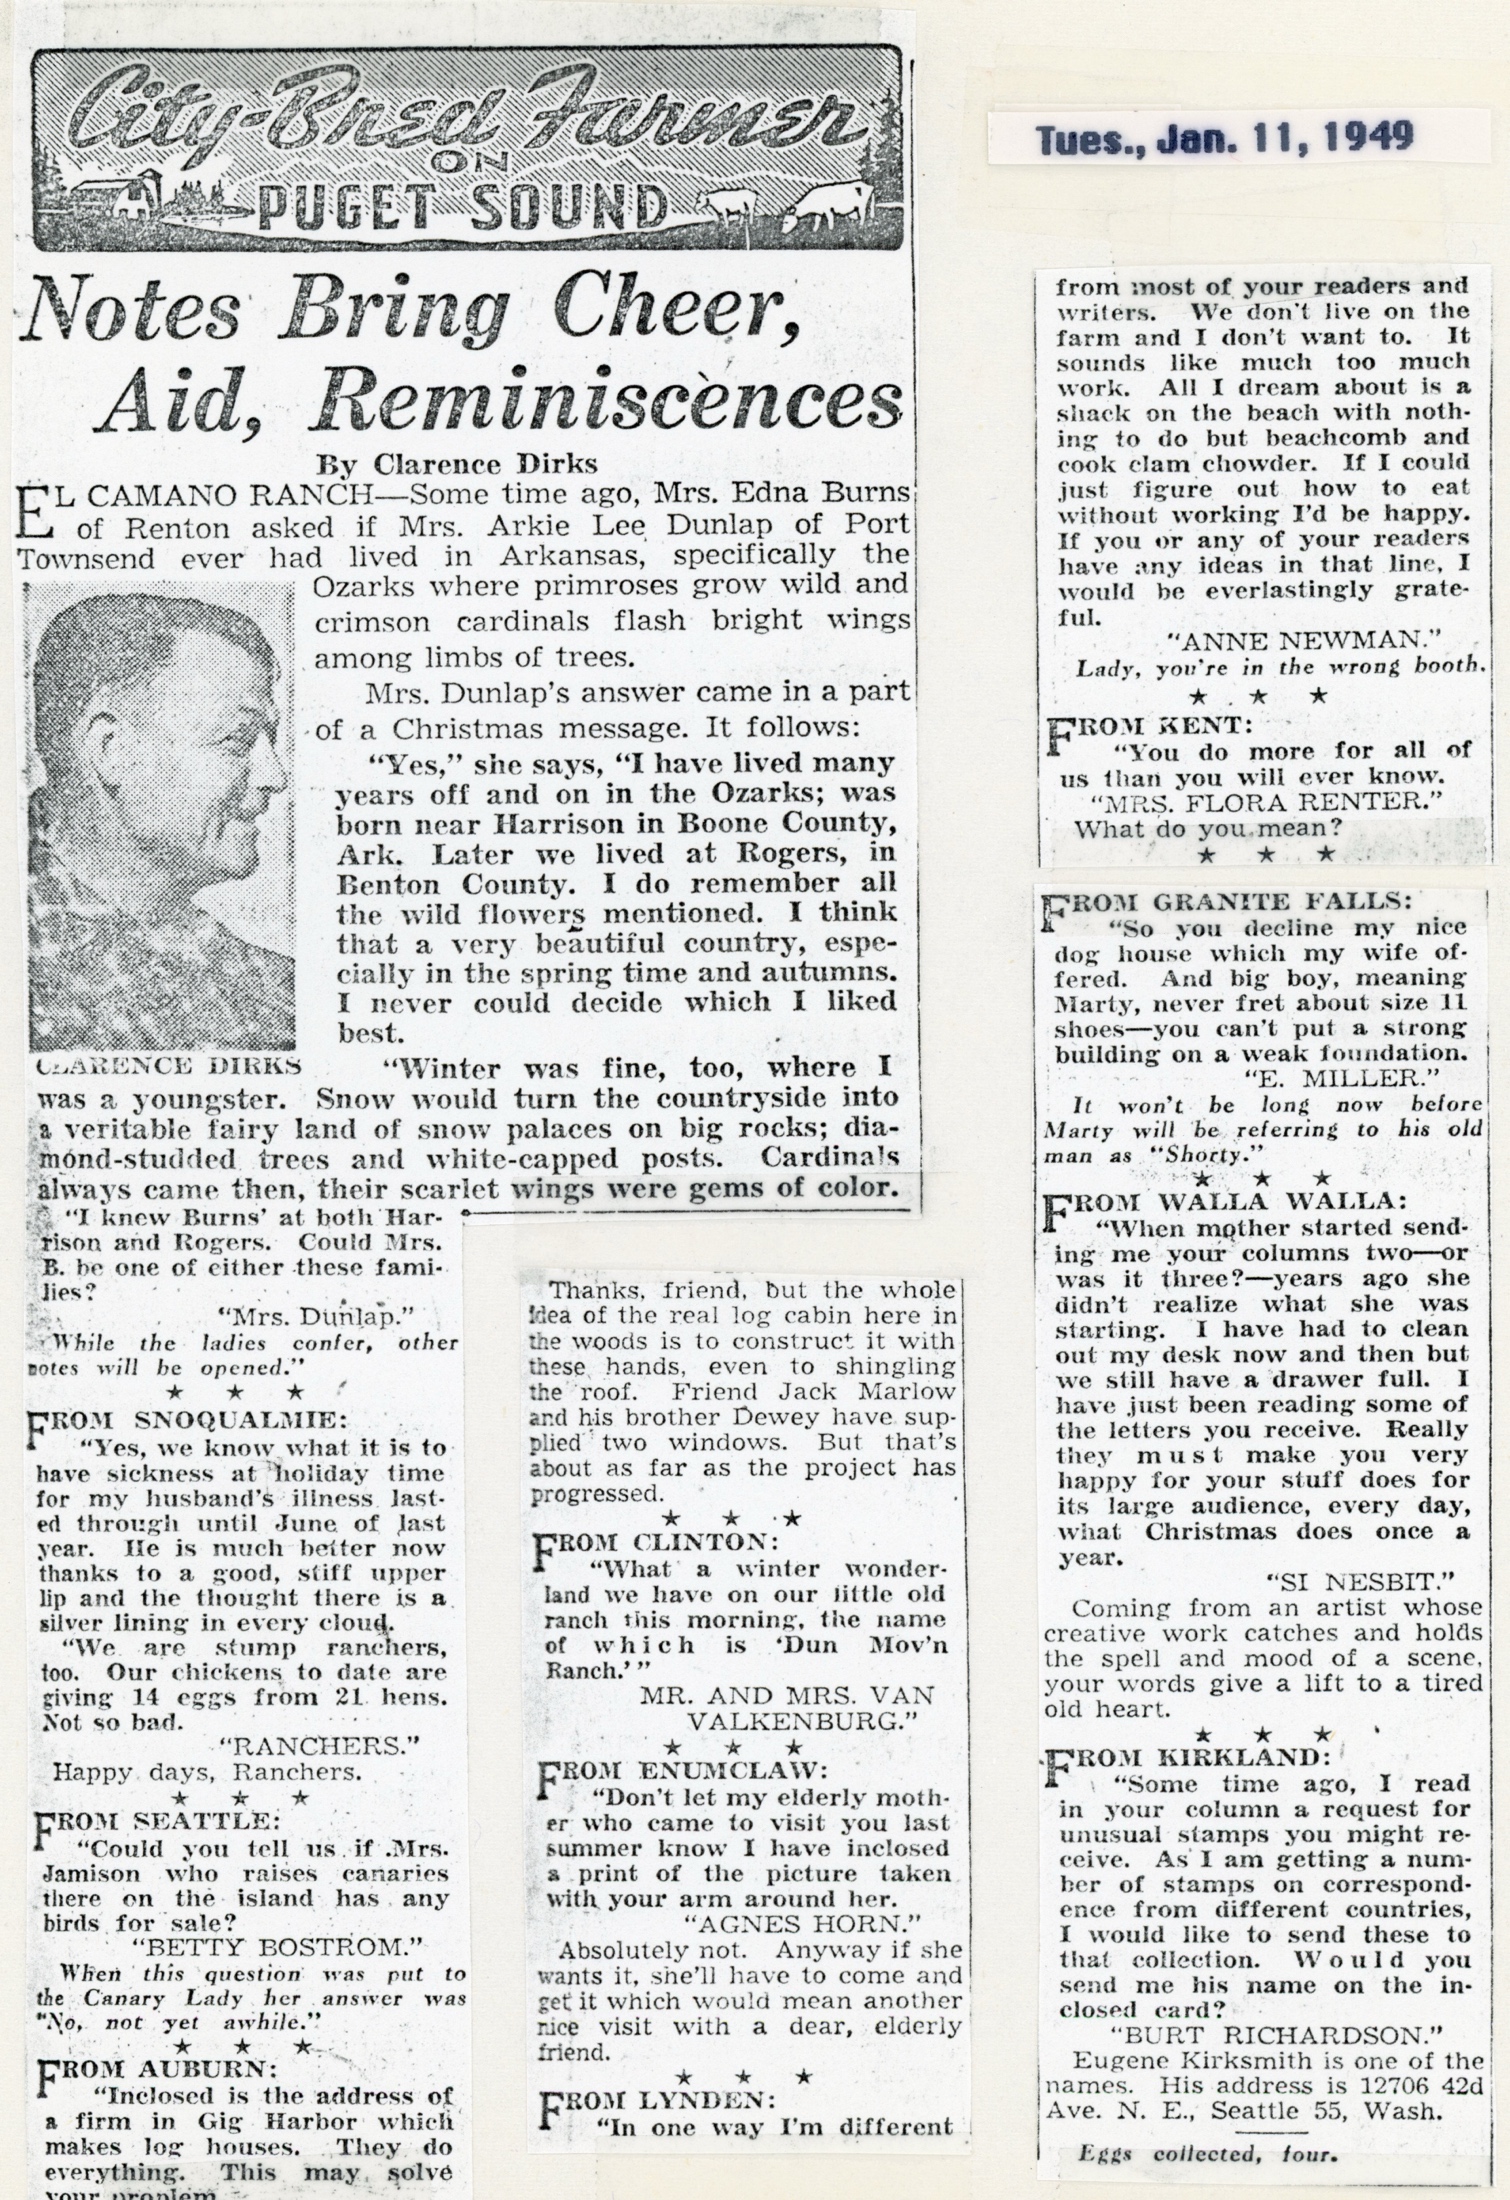 City-Bred Farmer
ON
PUGET SOUND
Tues., Jan. 11, 1949
Notes Bring Cheer,
Aid, Reminiscences
By Clarence Dirks
EL CAMANO RANCH—Some time ago, Mrs. Edna Burns
of Renton asked if Mrs. Arkie Lee Dunlap of Port
Townsend ever had lived in Arkansas, specifically the
Ozarks where primroses grow wild and
crimson cardinals flash bright wings
among limbs of trees.
Mrs. Dunlap's answer came in a part
of a Christmas message. It follows:
"Yes," she says, "I have lived many
years off and on in the Ozarks; was
born near Harrison in Boone County,
Ark. Later we lived at Rogers, in
Benton County. I do remember all
the wild flowers mentioned. I think
that a very beautiful country, espe-
cially in the spring time and autumns.
I never could decide which I liked
best.
CLARENCE DIRKS
"Winter was fine, too, where I
was a youngster. Snow would turn the countryside into
a veritable fairy land of snow palaces on big rocks; dia-
mond-studded trees and white-capped posts. Cardinals
always came then, their scarlet wings were gems of color.
"I knew Burns' at both Har-
rison and Rogers. Could Mrs.
B. be one of either these fami-
lies?
"Mrs. Dunlap."
While the ladies confer, other
notes will be opened."
★ ★ ★
FROM SNOQUALMIE:
"Yes, we know what it is to
have sickness at holiday time
for my husband's illness last-
ed through until June of last
year. He is much better now
thanks to a good, stiff upper
lip and the thought there is a
silver lining in every cloud.
"We are stump ranchers,
too. Our chickens to date are
giving 14 eggs from 21 hens.
Not so bad.
"RANCHERS."
Happy days, Ranchers.
★ ★ ★
FROM SEATTLE:
"Could you tell us if Mrs.
Jamison who raises canaries
there on the island has any
birds for sale?
"BETTY BOSTROM."
When this question was put to
the Canary Lady her answer was
"No, not yet awhile."
★ ★ ★
FROM AUBURN:
"Inclosed is the address of
a firm in Gig Harbor which
makes log houses. They do
everything. This may solve
your problem
Thanks, friend, but the whole
idea of the real log cabin here in
the woods is to construct it with
these hands, even to shingling
the roof. Friend Jack Marlow
and his brother Dewey have sup-
plied two windows. But that's
about as far as the project has
progressed.
★ ★ ★
FROM CLINTON:
"What a winter wonder-
land we have on our little old
ranch this morning, the name
of which is 'Dun Mov'n
Ranch.'"
MR. AND MRS. VAN
VALKENBURG."
★ ★ ★
FROM ENUMCLAW:
"Don't let my elderly moth-
er who came to visit you last
summer know I have inclosed
a print of the picture taken
with your arm around her.
"AGNES HORN."
Absolutely not. Anyway if she
wants it, she'll have to come and
get it which would mean another
nice visit with a dear, elderly
friend.
★ ★ ★
FROM LYNDEN:
"In one way I'm different
from most of your readers and
writers. We don't live on the
farm and I don't want to. It
sounds like much too much
work. All I dream about is a
shack on the beach with noth-
ing to do but beachcomb and
cook clam chowder. If I could
just figure out how to eat
without working I'd be happy.
If you or any of your readers
have any ideas in that line, I
would be everlastingly grate-
ful.
"ANNE NEWMAN."
Lady, you're in the wrong booth.
★ ★ ★
FROM KENT:
"You do more for all of
us than you will ever know.
"MRS. FLORA RENTER."
What do you mean?
★ ★ ★
FROM GRANITE FALLS:
"So you decline my nice
dog house which my wife of-
fered. And big boy, meaning
Marty, never fret about size 11
shoes—you can't put a strong
building on a weak foundation.
"E. MILLER."
It won't be long now before
Marty will be referring to his old
man as "Shorty."
★ ★ ★
FROM WALLA WALLA:
"When mother started send-
ing me your columns two—or
was it three?—years ago she
didn't realize what she was
starting. I have had to clean
out my desk now and then but
we still have a drawer full. I
have just been reading some of
the letters you receive. Really
they must make you very
happy for your stuff does for
its large audience, every day,
what Christmas does once a
year.
"SI NESBIT."
Coming from an artist whose
creative work catches and holds
the spell and mood of a scene,
your words give a lift to a tired
old heart.
★ ★ ★
FROM KIRKLAND:
"Some time ago, I read
in your column a request for
unusual stamps you might re-
ceive. As I am getting a num-
ber of stamps on correspond-
ence from different countries,
I would like to send these to
that collection. Would you
send me his name on the in-
closed card?
"BURT RICHARDSON."
Eugene Kirksmith is one of the
names. His address is 12706 42d
Ave. N. E., Seattle 55, Wash.
Eggs collected, four.